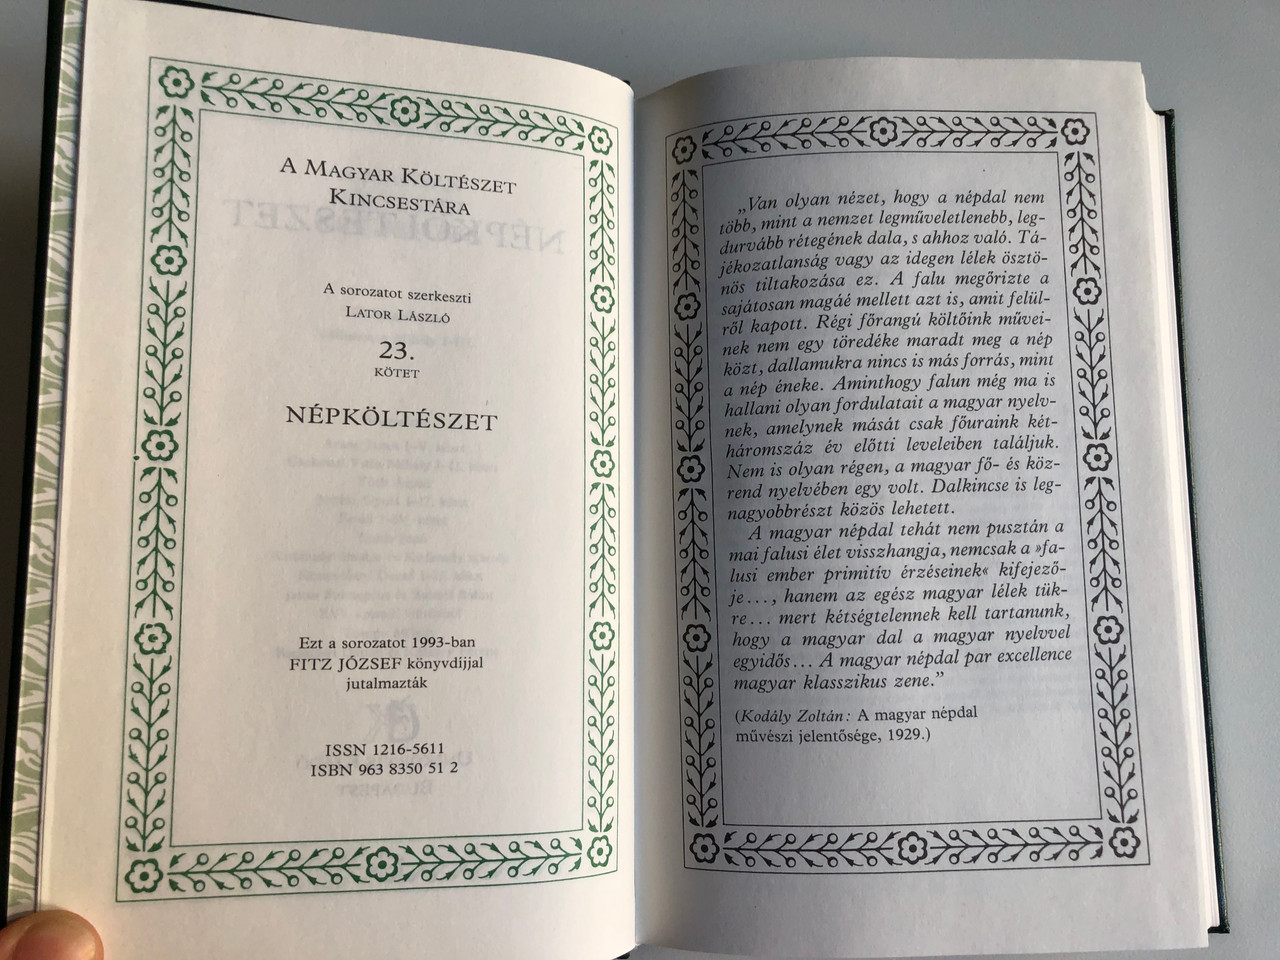 A Magyar Költészet
Kincsestára
A sorozatot szerkeszti
Lator László
23.
KÖTET
NÉPKÖLTÉSZET
Ezt a sorozatot 1993-ban
FITZ JÓZSEF könyvdíjjal
jutalmazták
ISSN 1216-5611
ISBN 963 8350 51 2
„Van olyan nézet, hogy a népdal nem
több, mint a nemzet legműveletlenebb, leg-
durvább rétegének dala, s ahhoz való. Tá-
jékozatlanság vagy az idegen lélek ösztö-
nös tiltakozása ez. A falu megőrizte a
sajátosan magáé mellett azt is, amit felül-
ről kapott. Régi főrangú költőink művei-
nek nem egy töredéke maradt meg a nép
közt, dallamukra nincs is más forrás, mint
a nép éneke. Aminthogy falun még ma is
hallani olyan fordulatait a magyar nyelv-
nek, amelynek mását csak főuraink két-
háromszáz év előtti leveleiben találjuk.
Nem is olyan régen, a magyar fő- és köz-
rend nyelvében egy volt. Dalkincse is leg-
nagyobbrészt közös lehetett.
A magyar népdal tehát nem pusztán a
mai falusi élet visszhangja, nemcsak a »fa-
lusi ember primitív érzéseinek« kifejező-
je..., hanem az egész magyar lélek tük-
re... mert kétségtelennek kell tartanunk,
hogy a magyar dal a magyar nyelvvel
egyidős... A magyar népdal par excellence
magyar klasszikus zene.”
(Kodály Zoltán: A magyar népdal
művészi jelentősége, 1929.)